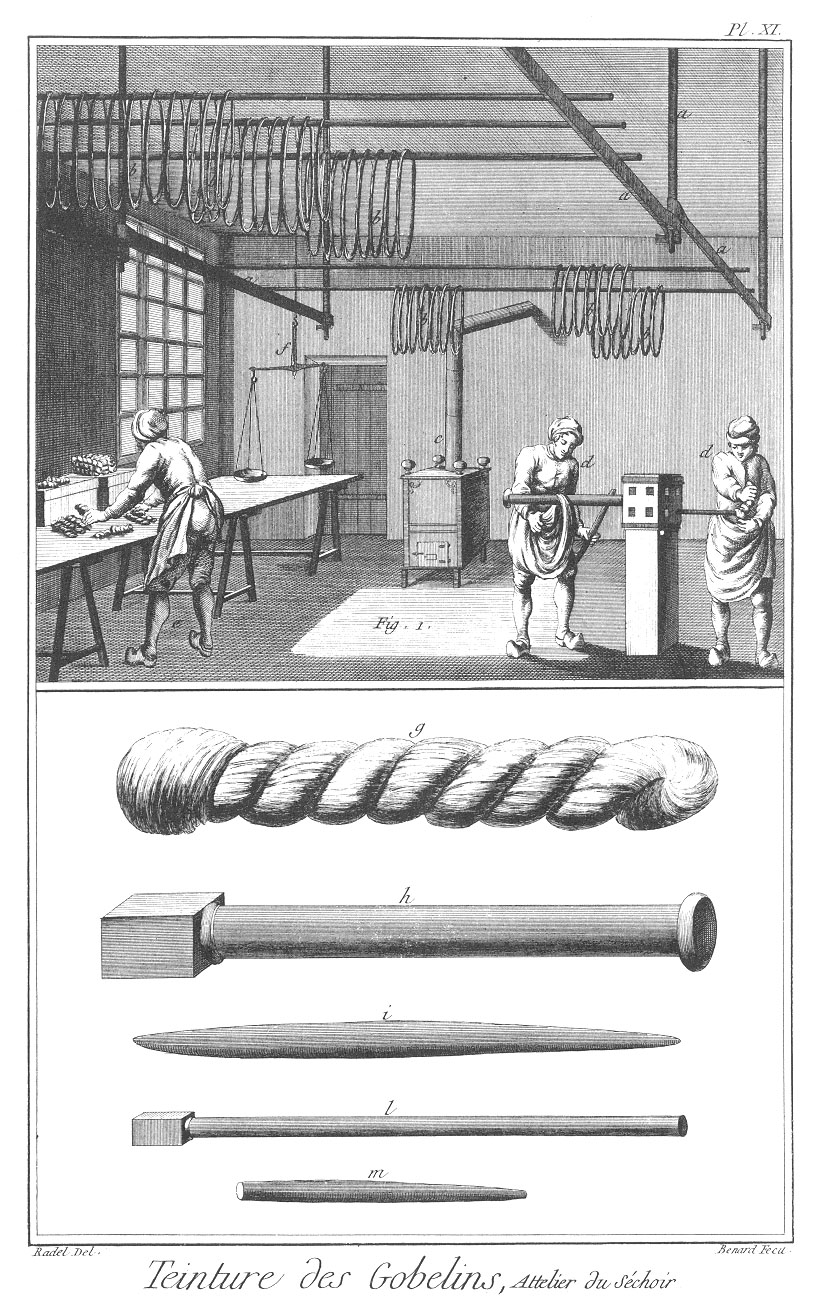 Pl. XI.
a
b
b
a
a
a
b
b
b
f
c
d
d
e
Fig. 1.
g
h
i
l
m
Radel Del.
Benard Fecit.
Teinture des Gobelins, Attelier du Séchoir